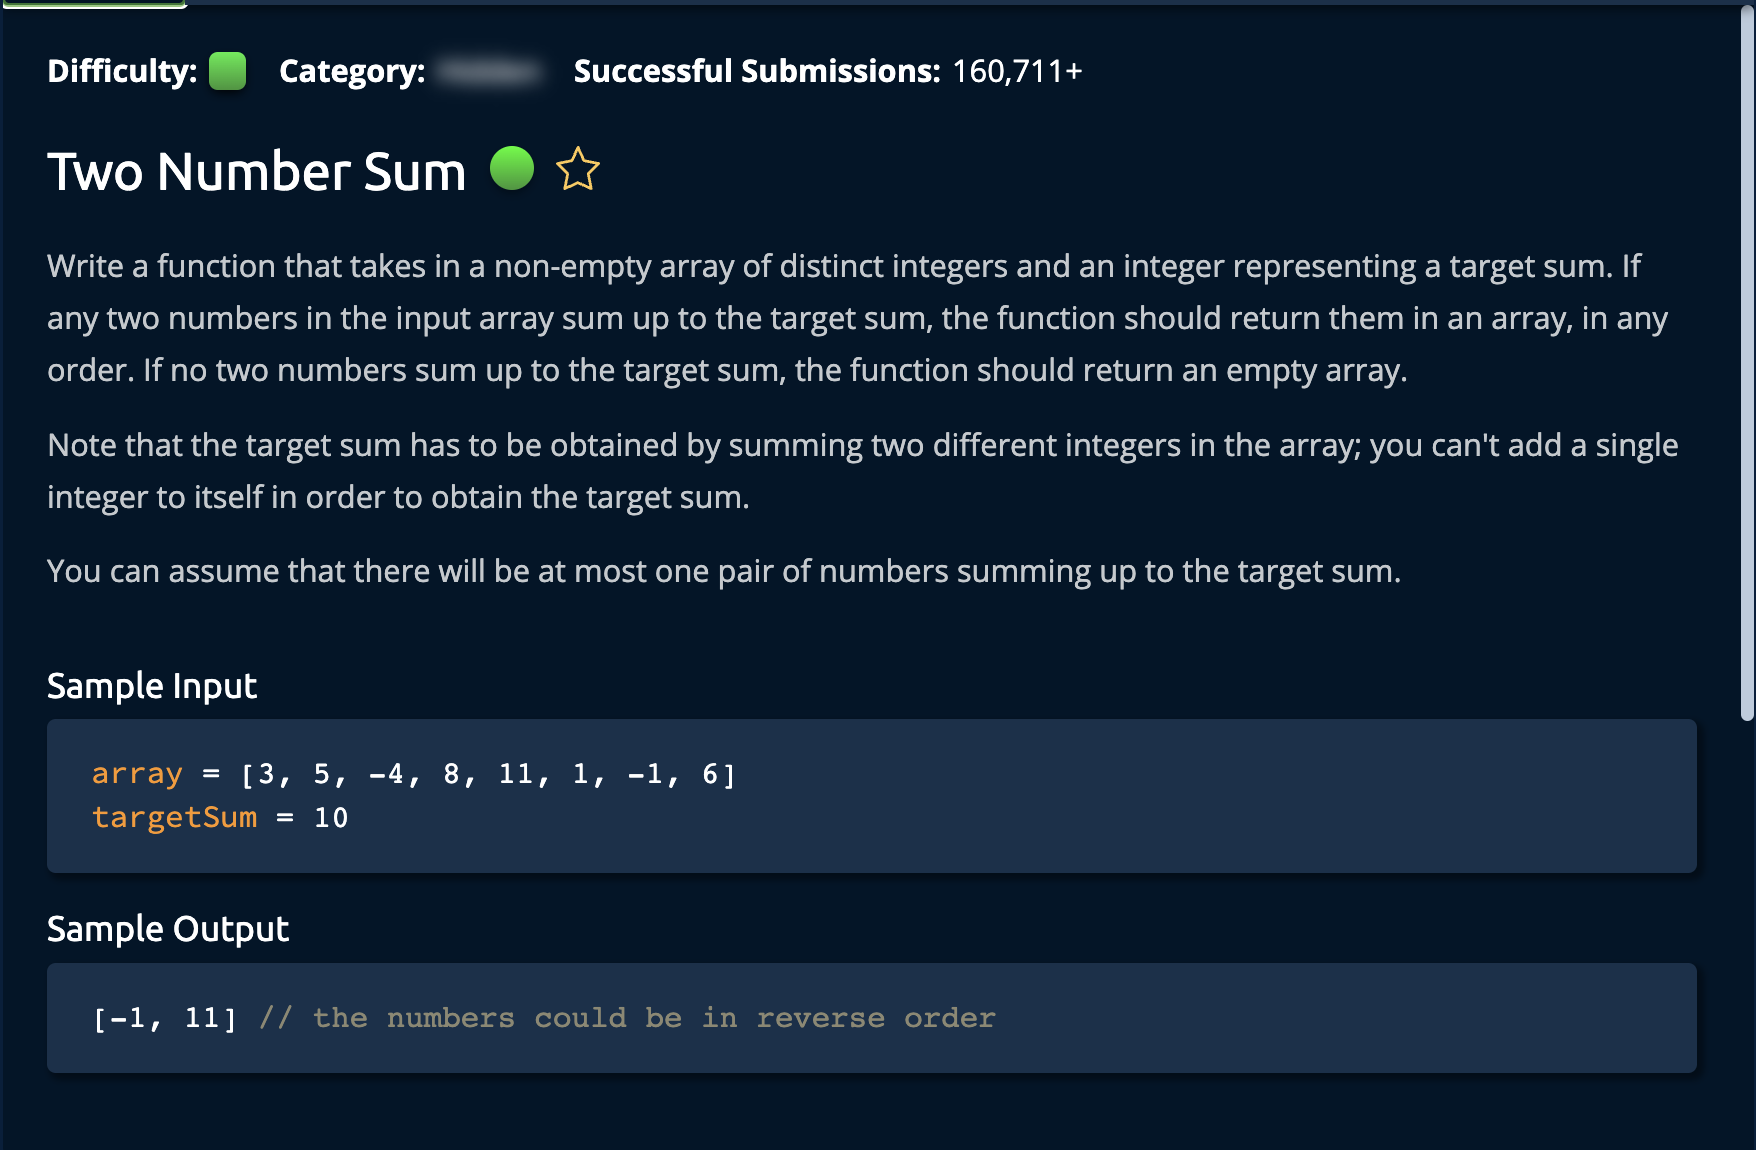 Difficulty: Category: Successful Submissions: 160,711+
Two Number Sum
Write a function that takes in a non-empty array of distinct integers and an integer representing a target sum. If
any two numbers in the input array sum up to the target sum, the function should return them in an array, in any
order. If no two numbers sum up to the target sum, the function should return an empty array.
Note that the target sum has to be obtained by summing two different integers in the array; you can't add a single
integer to itself in order to obtain the target sum.
You can assume that there will be at most one pair of numbers summing up to the target sum.
Sample Input
array = [3, 5, -4, 8, 11, 1, -1, 6]
targetSum = 10
Sample Output
[-1, 11] // the numbers could be in reverse order